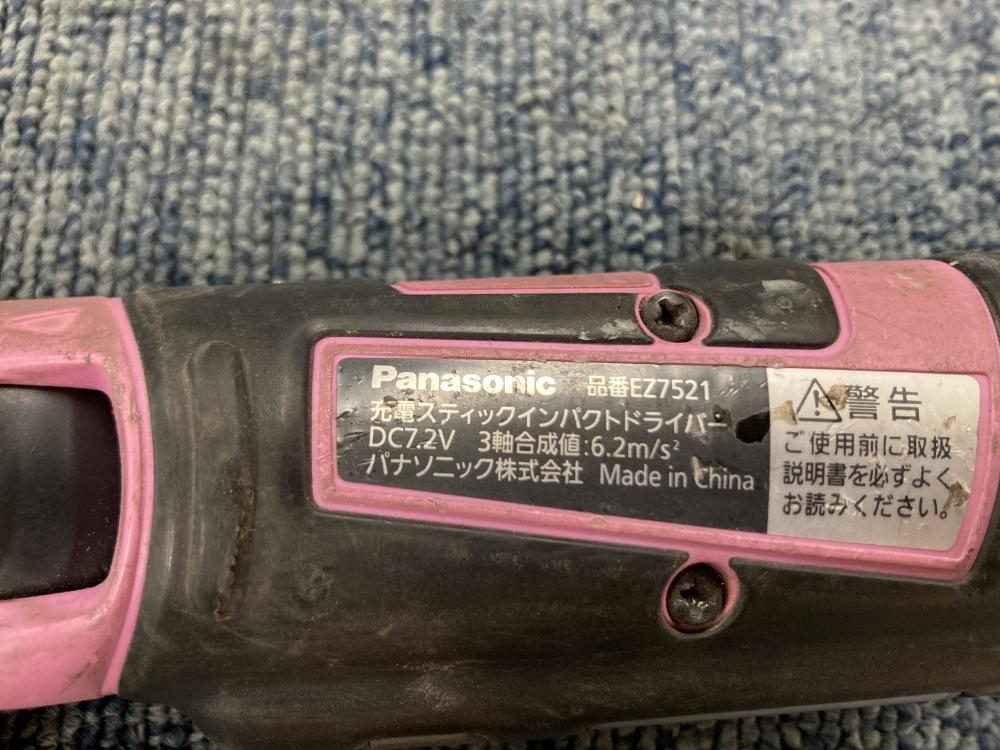 Panasonic 品番EZ7521
充電スティックインパクトドライバー
DC7.2V 3軸合成値:6.2m/s²
パナソニック株式会社 Made in China
警告
ご使用前に取扱
説明書を必ずよく
お読みください。